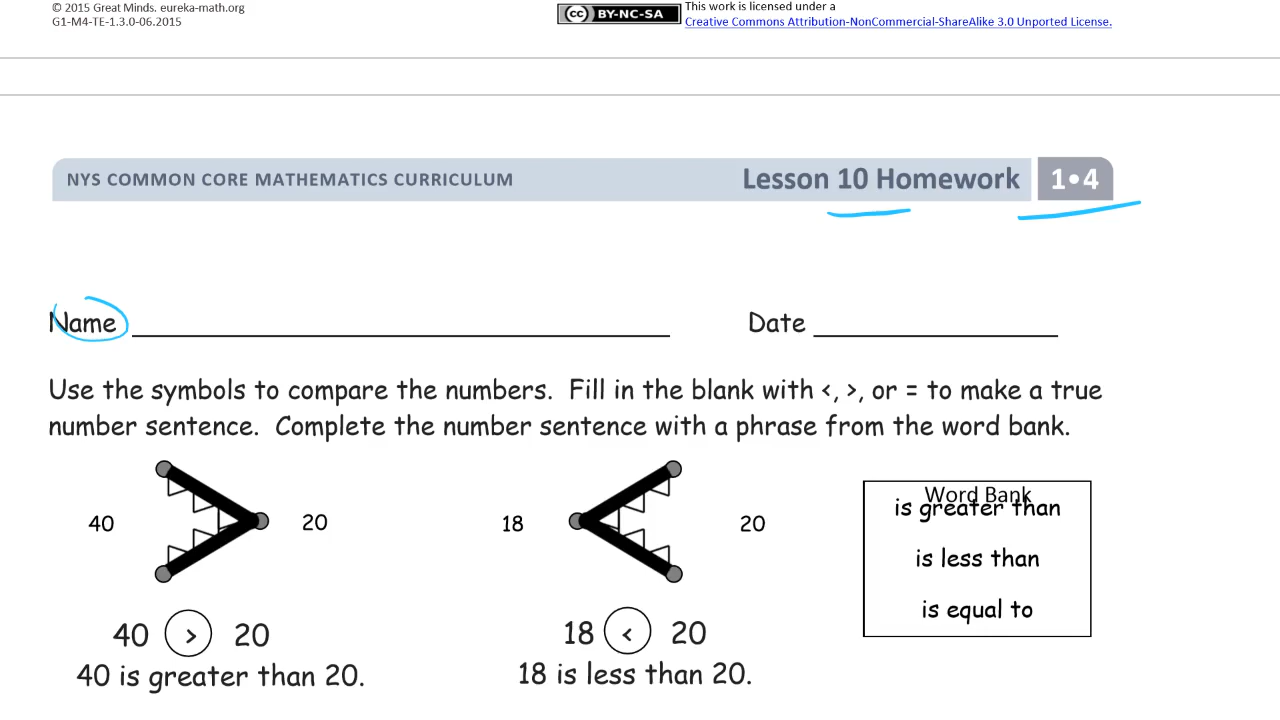 © 2015 Great Minds. eureka-math.org
G1-M4-TE-1.3.0-06.2015
cc BY-NC-SA
This work is licensed under a
Creative Commons Attribution-NonCommercial-ShareAlike 3.0 Unported License.
NYS COMMON CORE MATHEMATICS CURRICULUM Lesson 10 Homework 1•4
Name Date
Use the symbols to compare the numbers. Fill in the blank with <, >, or = to make a true
number sentence. Complete the number sentence with a phrase from the word bank.
40 20 18 20
40 > 20
40 is greater than 20.
18 < 20
18 is less than 20.
Word Bank
is greater than
is less than
is equal to